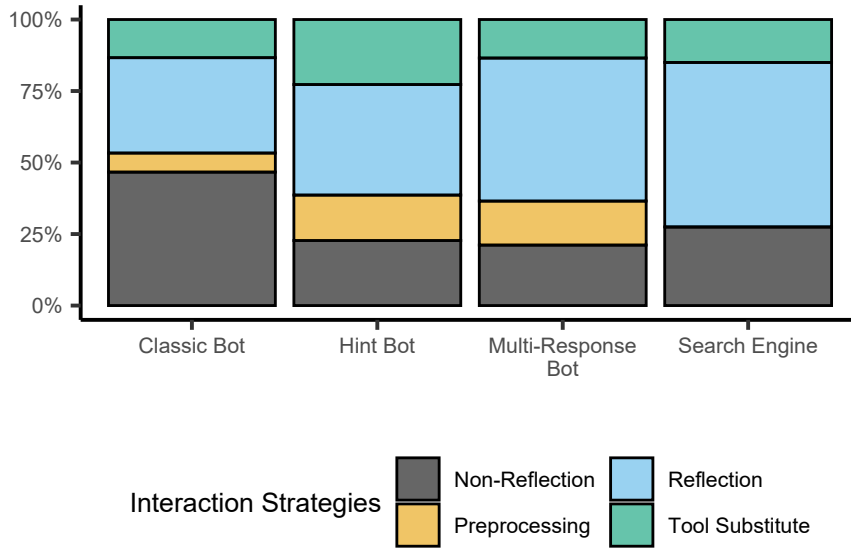 100%
75%
50%
25%
0%
Classic Bot
Hint Bot
Multi-Response
Bot
Search Engine
Interaction Strategies
Non-Reflection
Reflection
Preprocessing
Tool Substitute